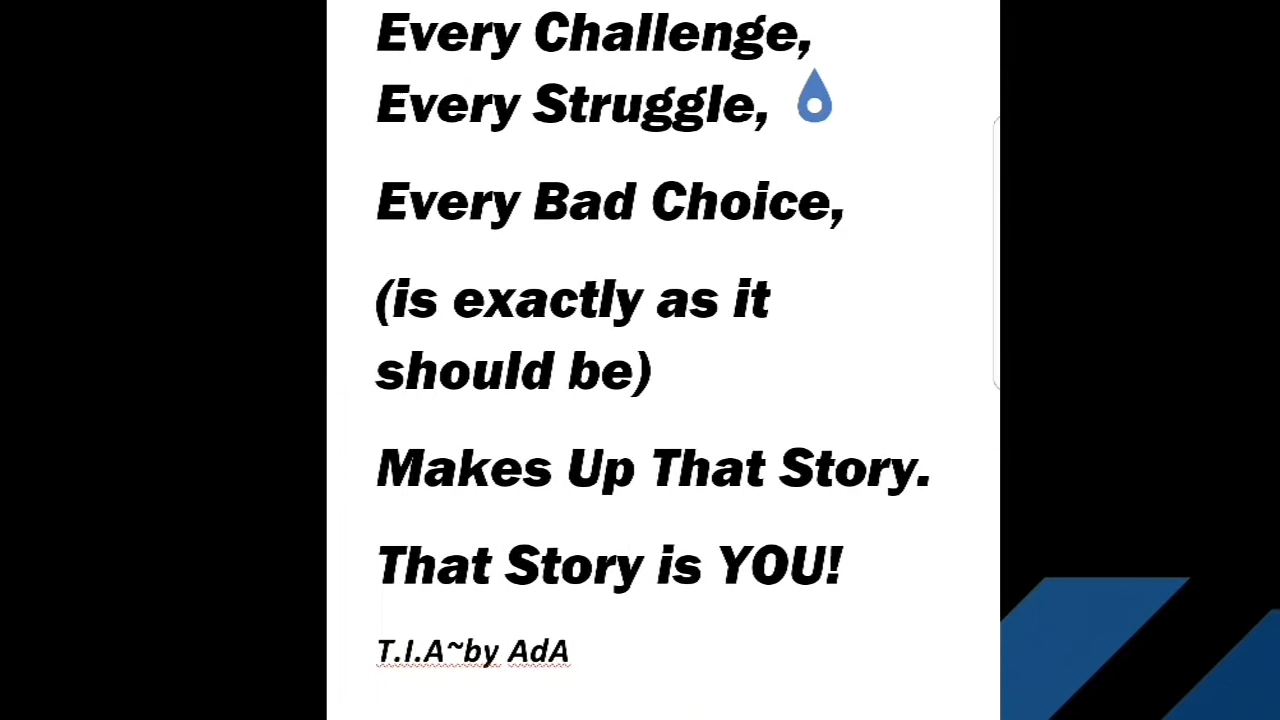 Every Challenge,
Every Struggle,
Every Bad Choice,
(is exactly as it
should be)
Makes Up That Story.
That Story is YOU!
T.I.A~by AdA